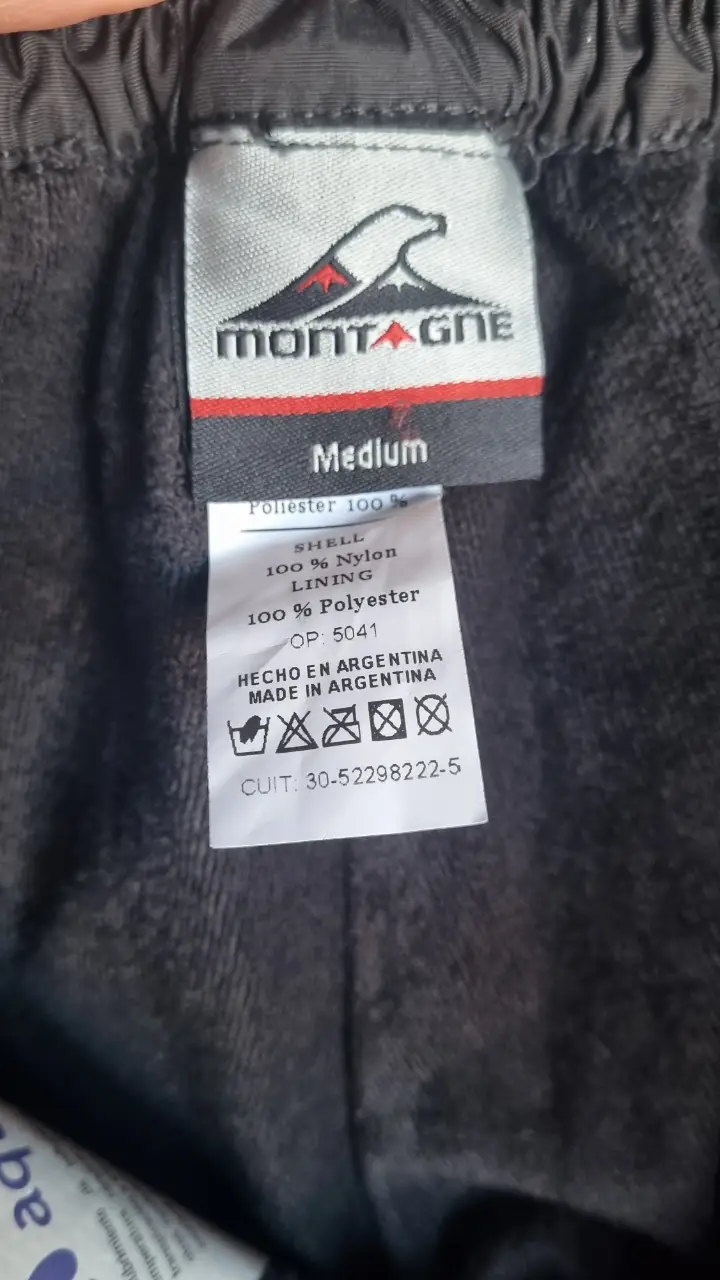 MONTAGNE
Medium
Poliéster 100 %
SHELL
100 % Nylon
LINING
100 % Polyester
OP: 5041
HECHO EN ARGENTINA
MADE IN ARGENTINA
CUIT: 30-52298222-5